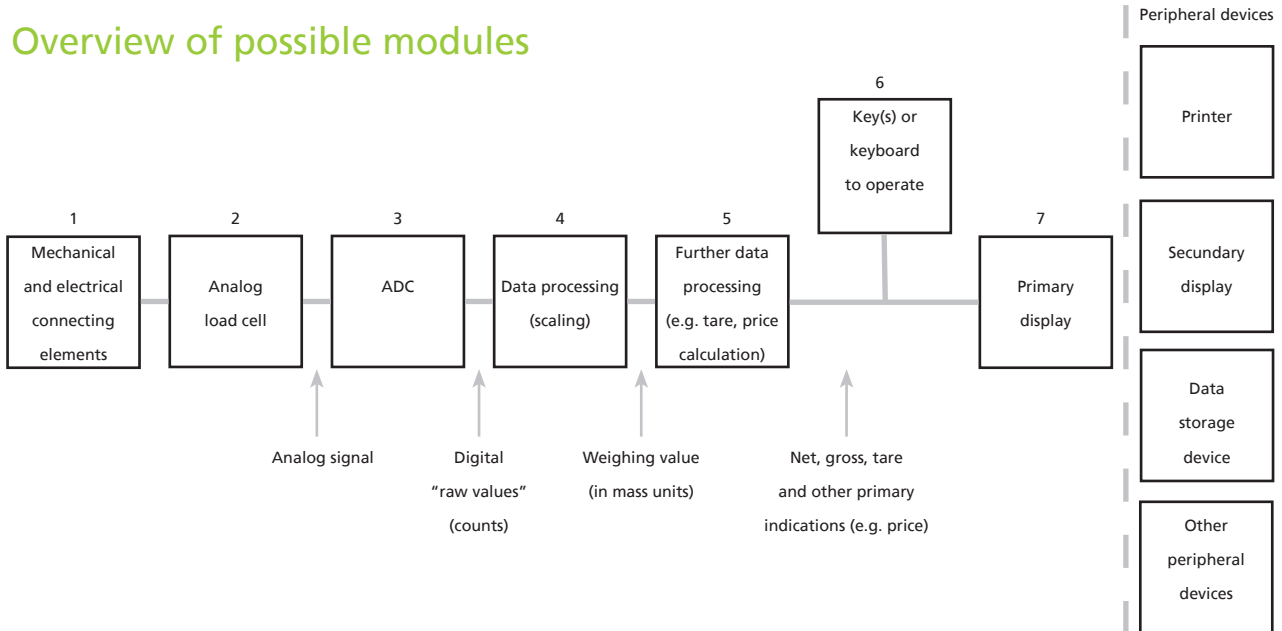 Overview of possible modules
Peripheral devices
Printer
6
Key(s) or
keyboard
to operate
1
Mechanical
and electrical
connecting
elements
2
Analog
load cell
3
ADC
4
Data processing
(scaling)
5
Further data
processing
(e.g. tare, price
calculation)
7
Primary
display
Secundary
display
Data
storage
device
Other
peripheral
devices
Analog signal
Digital
“raw values”
(counts)
Weighing value
(in mass units)
Net, gross, tare
and other primary
indications (e.g. price)